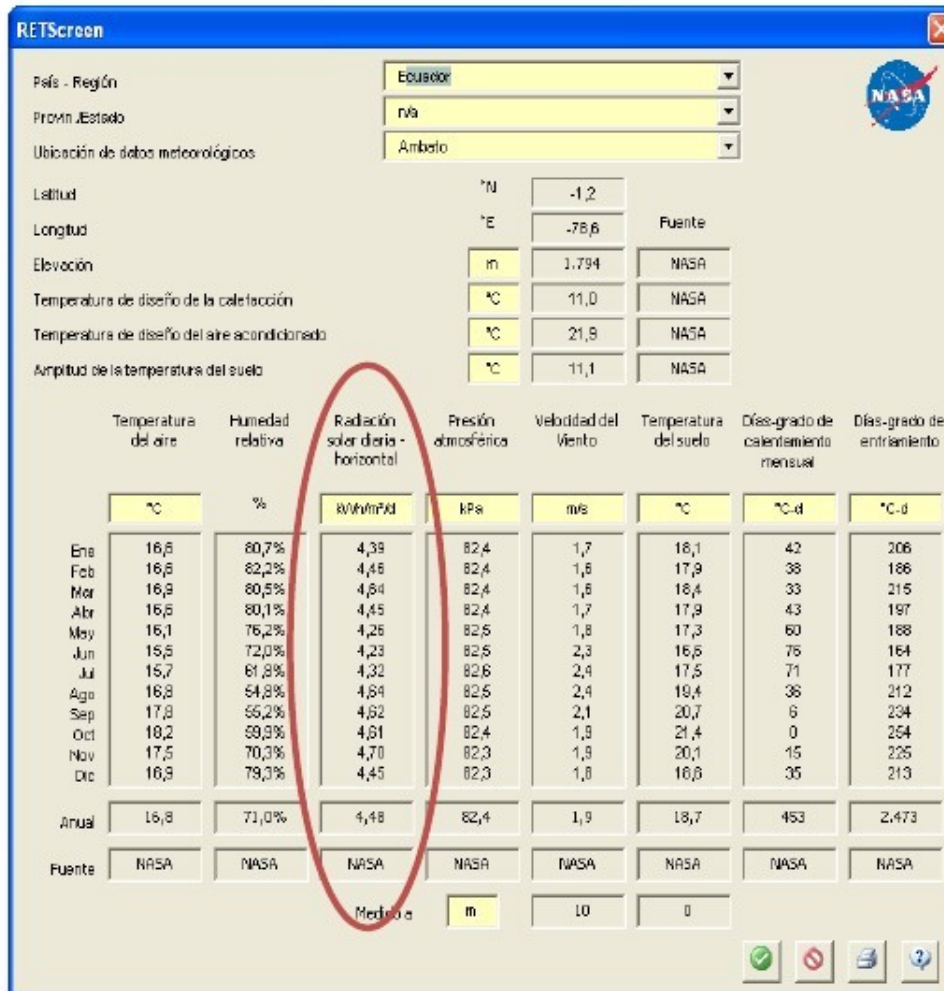 RETScreen
País - Región Ecuador
Provin./Estado n/a
Ubicación de datos meteorológicos Ambato
NASA
Latitud °N -1,2
Longitud °E -78,6 Fuente
Elevación m 1.794 NASA
Temperatura de diseño de la calefacción °C 11,0 NASA
Temperatura de diseño del aire acondicionado °C 21,9 NASA
Amplitud de la temperatura del suelo °C 11,1 NASA
Temperatura del aire Humedad relativa Radiación solar diaria - horizontal Presión atmosférica Velocidad del Viento Temperatura del suelo Días-grado de calentamiento mensual Días-grado de enfriamiento
°C % kWh/m²/d kPa m/s °C °C-d °C-d
Ene 16,6 80,7% 4,39 82,4 1,7 18,1 42 206
Feb 16,6 82,2% 82,4 1,6 17,9 38 186
Mar 16,9 80,5% 4,64 82,4 1,6 18,4 33 215
Abr 16,6 80,1% 4,45 82,4 1,7 17,9 43 197
May 16,1 76,2% 82,5 1,8 17,3 60 188
Jun 72,0% 4,23 82,5 2,3 16,6 76 164
Jul 15,7 61,8% 4,32 82,6 2,4 17,5 71 177
Ago 16,8 54,8% 4,64 82,5 2,4 19,4 36 212
Sep 17,8 55,2% 4,62 82,5 2,1 20,7 6 234
Oct 18,2 59,9% 4,61 82,4 1,9 21,4 0 254
Nov 17,5 70,3% 4,70 82,3 1,9 20,1 15 225
Dic 16,9 79,3% 4,45 82,3 1,8 18,6 35 213
Anual 16,8 71,0% 4,48 82,4 1,9 18,7 453 2.473
Fuente NASA NASA NASA NASA NASA NASA NASA NASA
Medido a m 10 0